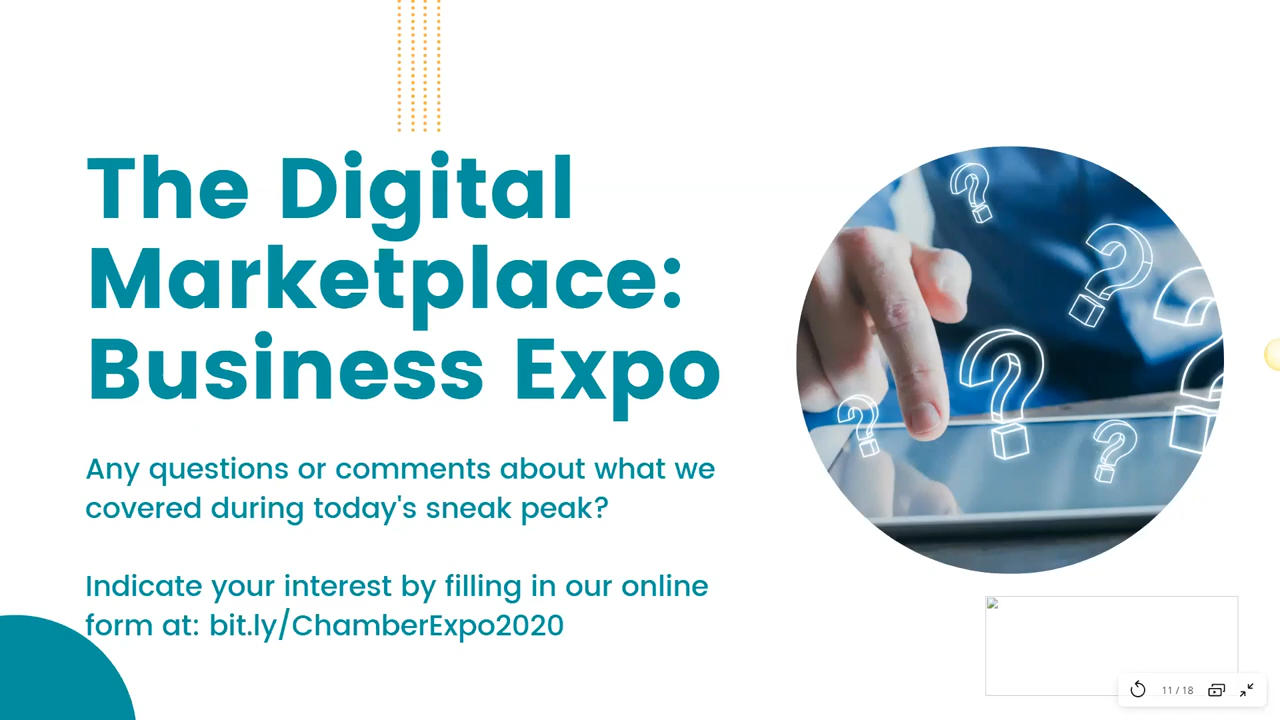 The Digital
Marketplace:
Business Expo
Any questions or comments about what we
covered during today's sneak peak?
Indicate your interest by filling in our online
form at: bit.ly/ChamberExpo2020
11 / 18